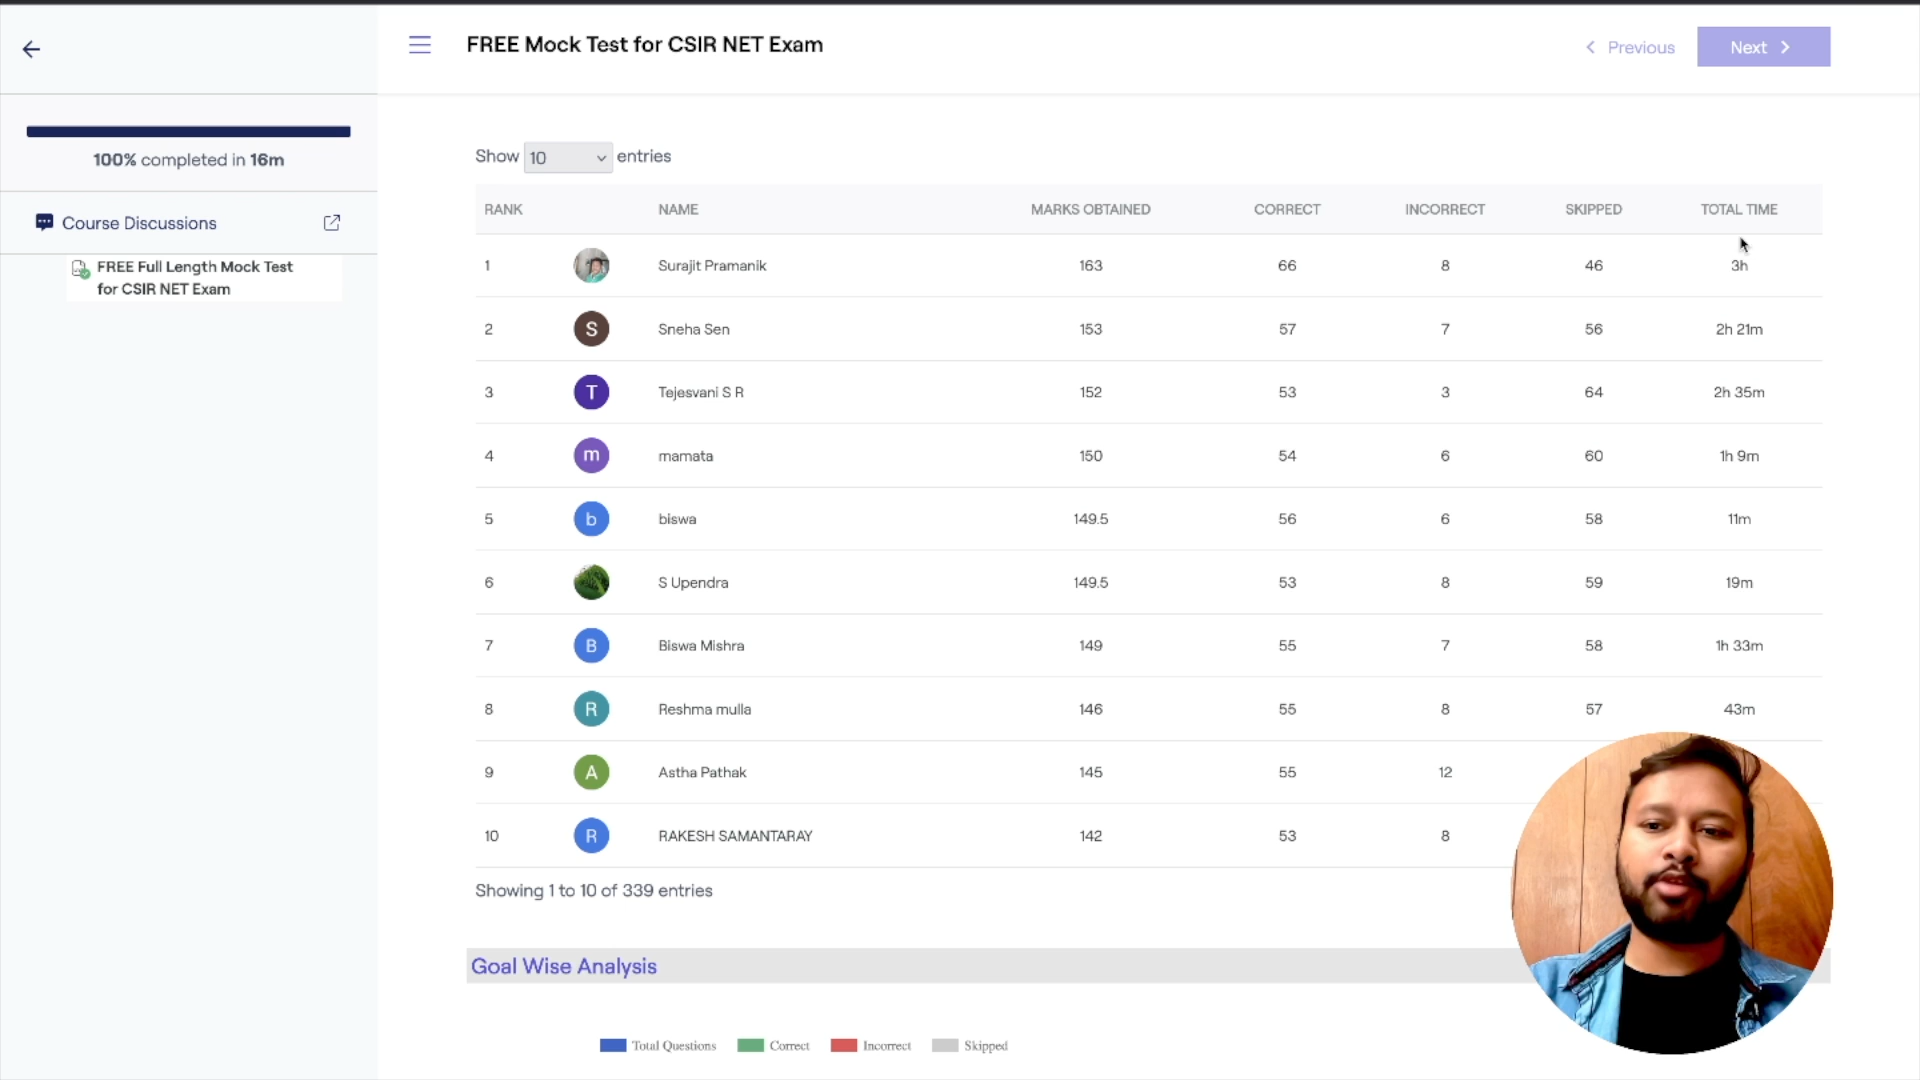 FREE Mock Test for CSIR NET Exam
Previous
Next
100% completed in 16m
Course Discussions
FREE Full Length Mock Test
for CSIR NET Exam
Show 10 entries
RANK NAME MARKS OBTAINED CORRECT INCORRECT SKIPPED TOTAL TIME
1 Surajit Pramanik 163 66 8 46 3h
2 S Sneha Sen 153 57 7 56 2h 21m
3 T Tejesvani S R 152 53 3 64 2h 35m
4 m mamata 150 54 6 60 1h 9m
5 b biswa 149.5 56 6 58 11m
6 S Upendra 149.5 53 8 59 19m
7 B Biswa Mishra 149 55 7 58 1h 33m
8 R Reshma mulla 146 55 8 57 43m
9 A Astha Pathak 145 55 12
10 R RAKESH SAMANTARAY 142 53 8
Showing 1 to 10 of 339 entries
Goal Wise Analysis
Total Questions Correct Incorrect Skipped